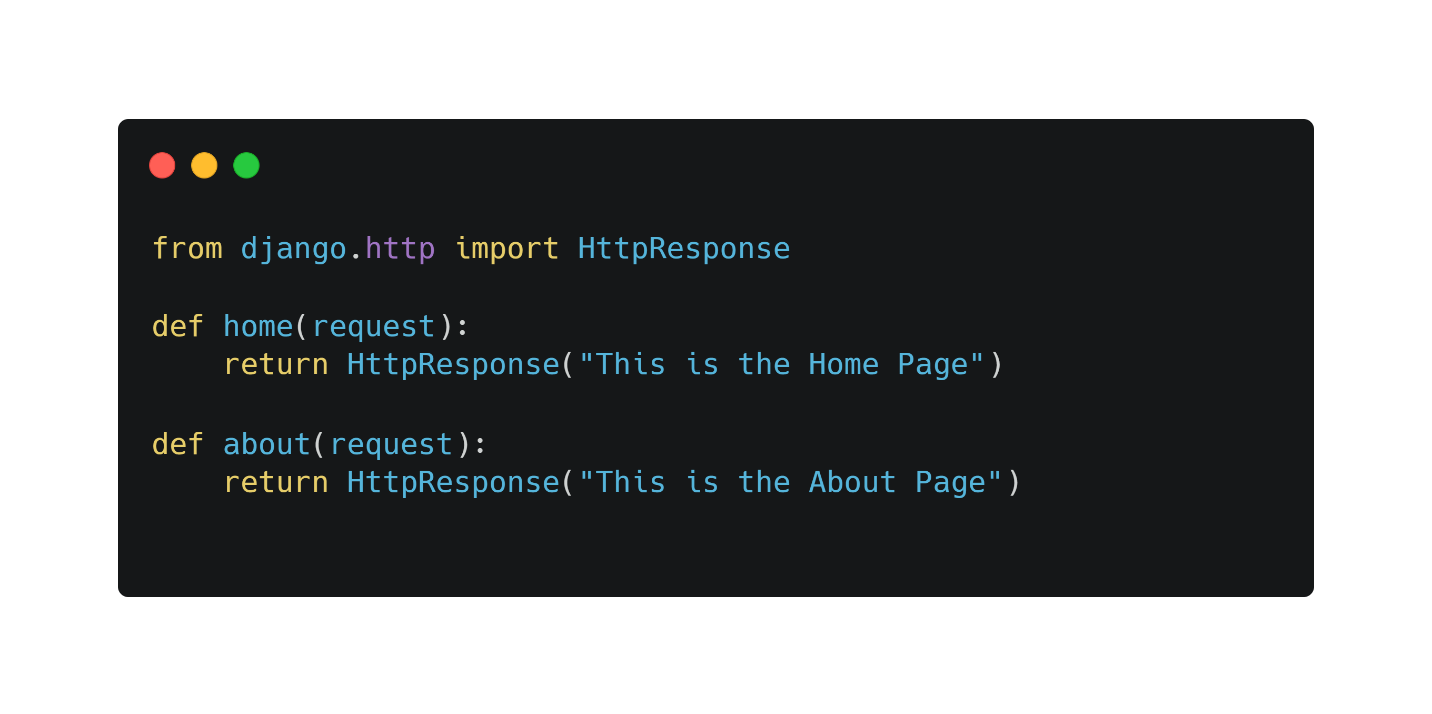 from django.http import HttpResponse
def home(request):
    return HttpResponse("This is the Home Page")
def about(request):
    return HttpResponse("This is the About Page")